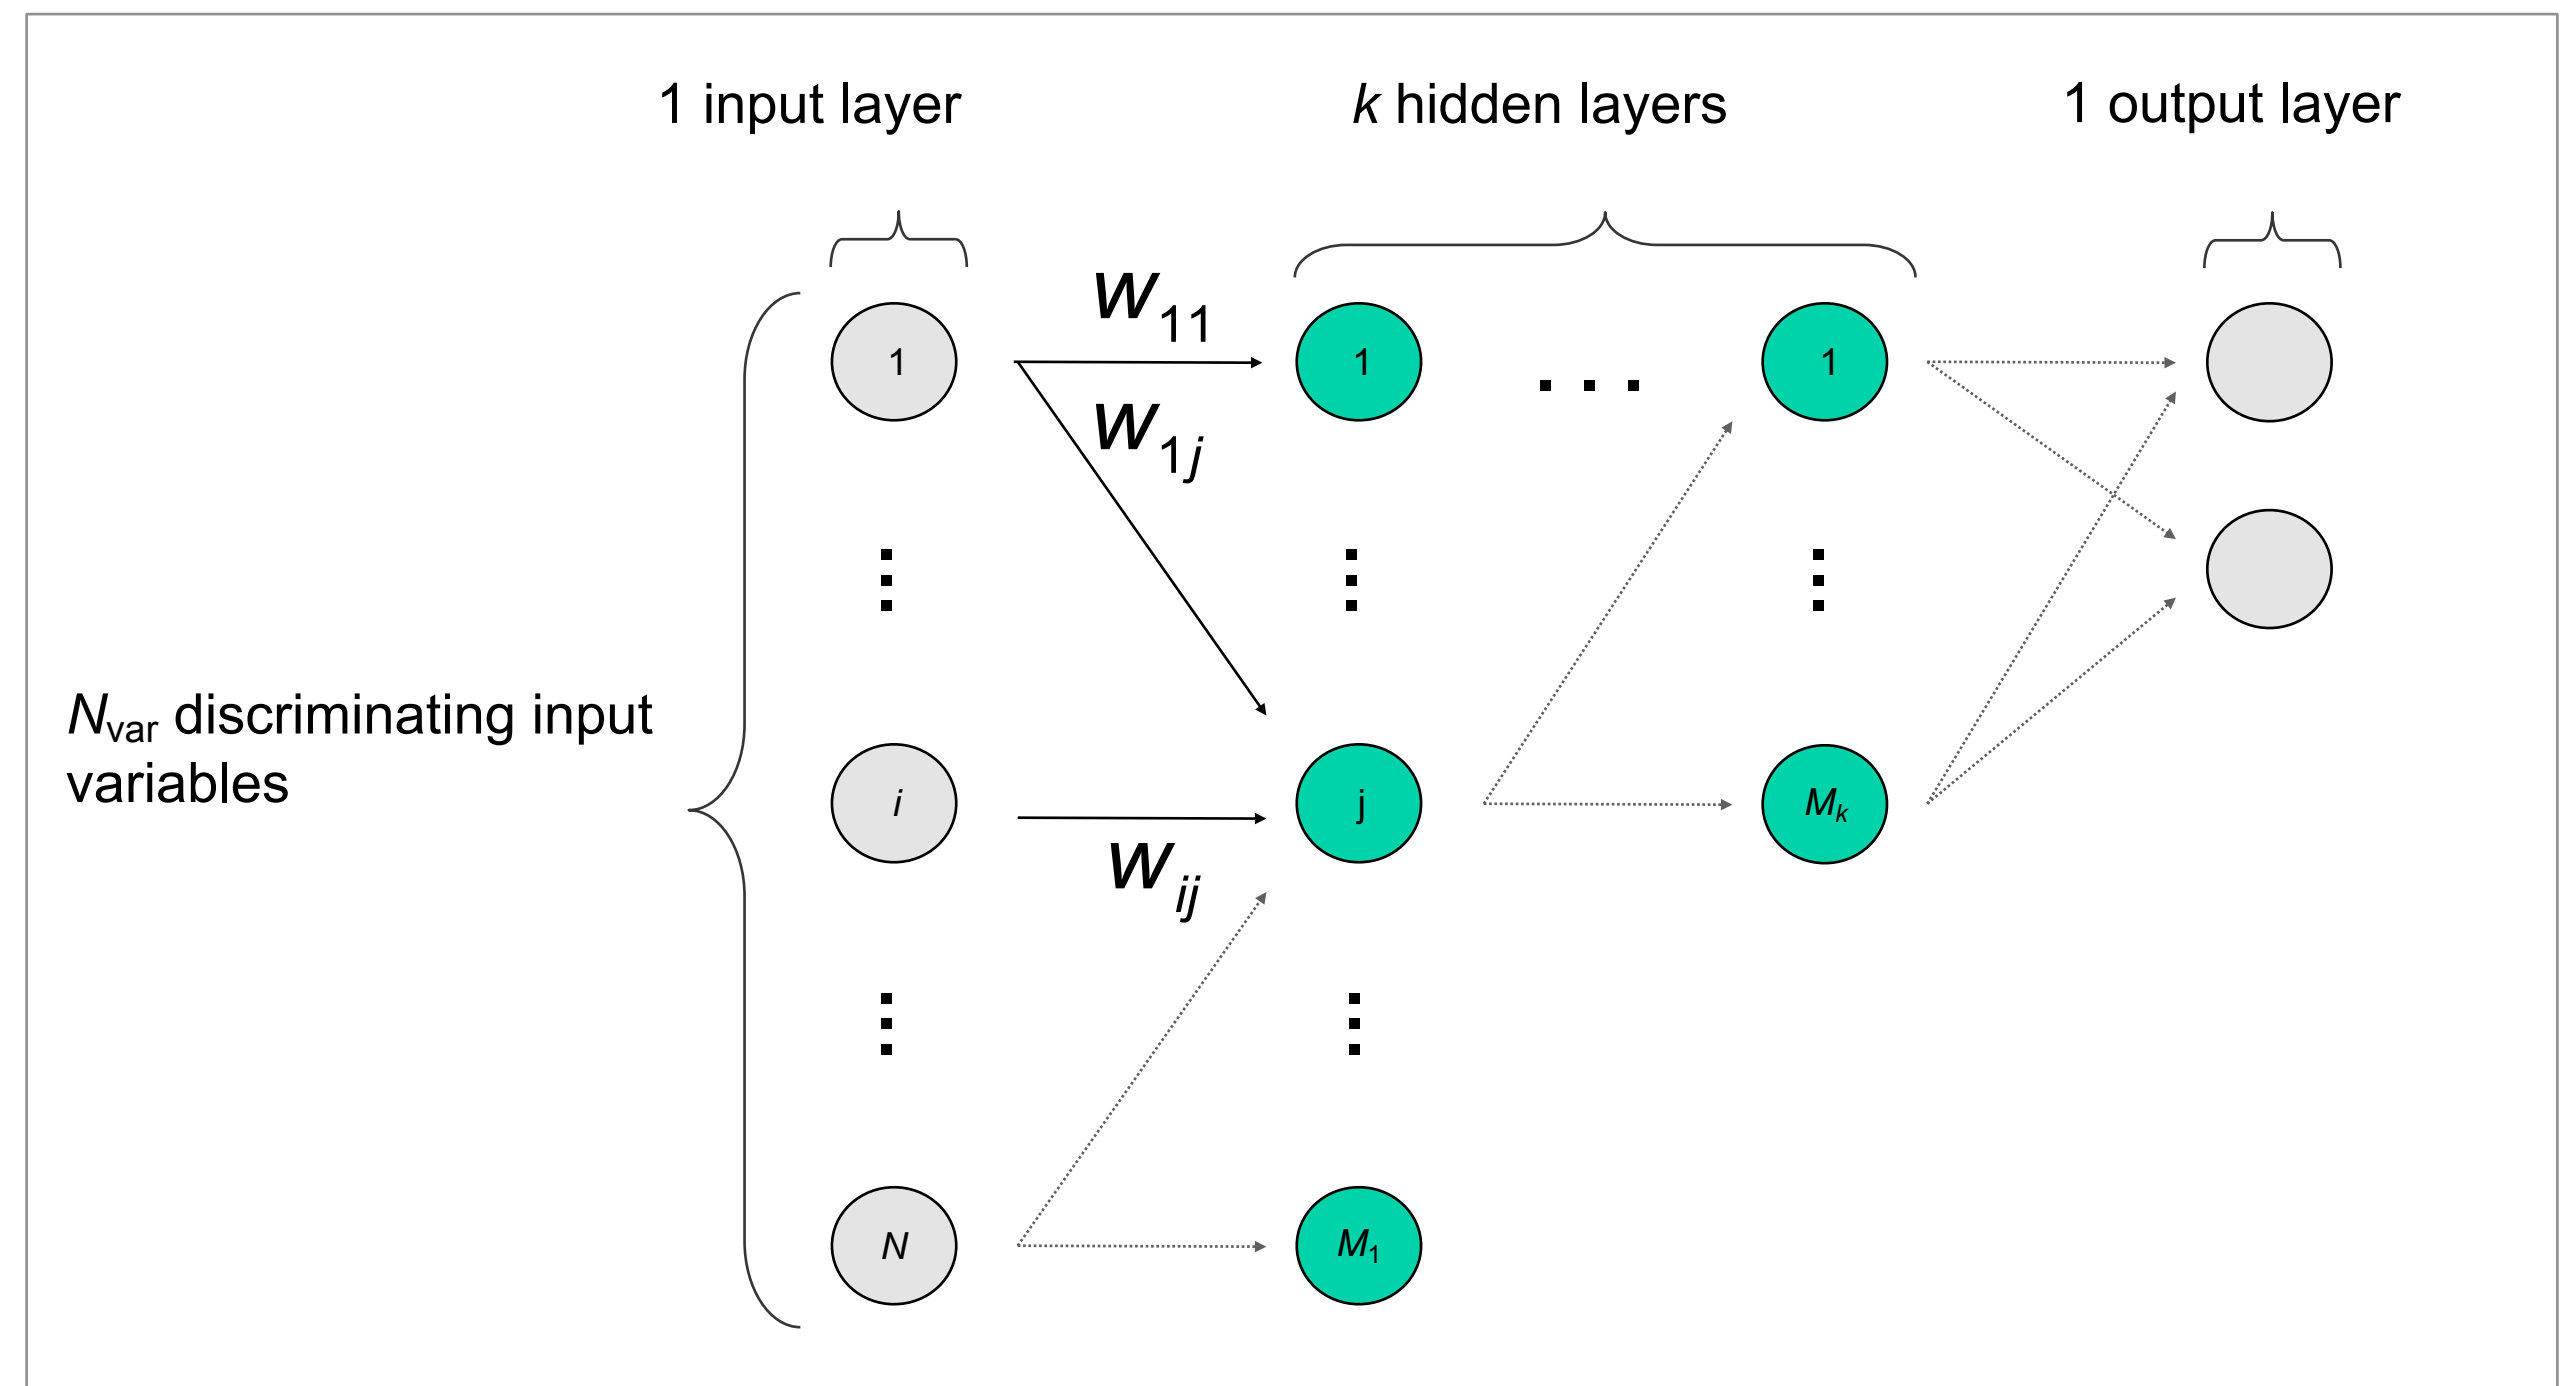 1 input layer
k hidden layers
1 output layer
w11
1
1
. . .
1
w1j
⋮
⋮
⋮
Nvar discriminating input
variables
i
j
Mk
wij
⋮
⋮
N
M1